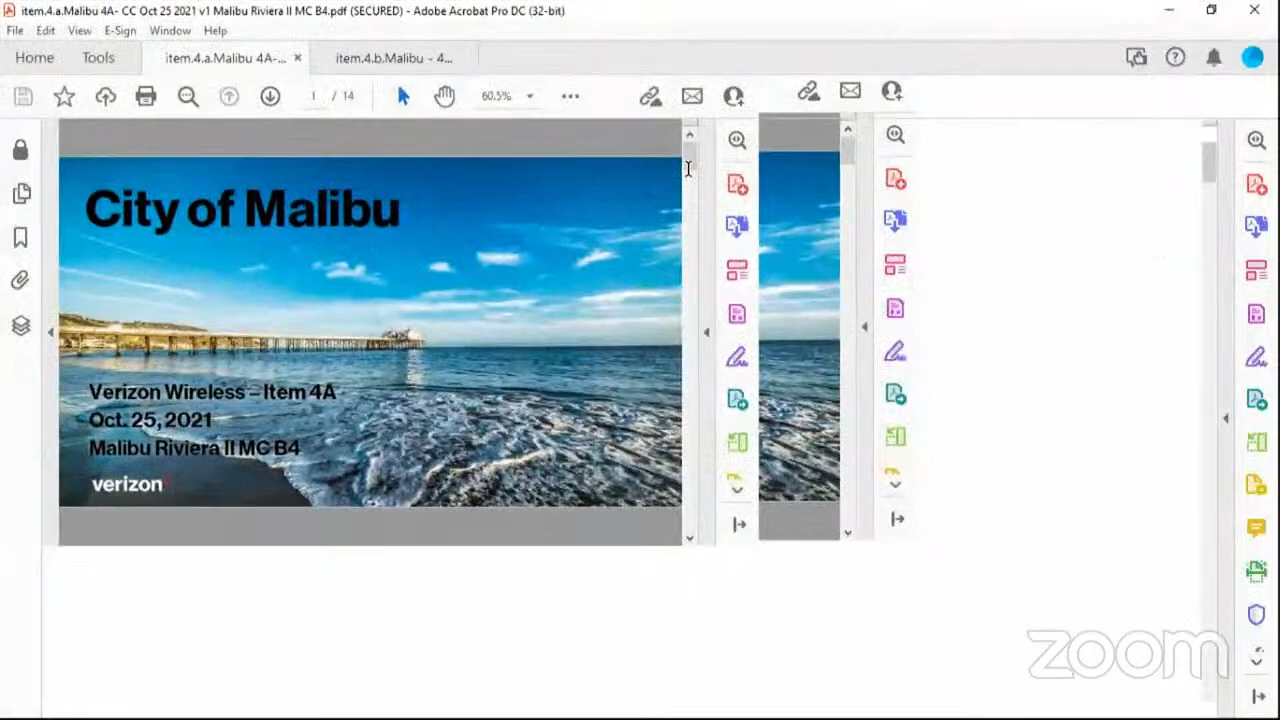 item.4.a.Malibu 4A- CC Oct 25 2021 v1 Malibu Riviera II MC B4.pdf (SECURED) - Adobe Acrobat Pro DC (32-bit)
File Edit View E-Sign Window Help
Home Tools item.4.a.Malibu 4A-... × item.4.b.Malibu - 4...
1 / 14 60.5%
City of Malibu
Verizon Wireless – Item 4A
Oct. 25, 2021
Malibu Riviera II MC B4
verizon
zoom